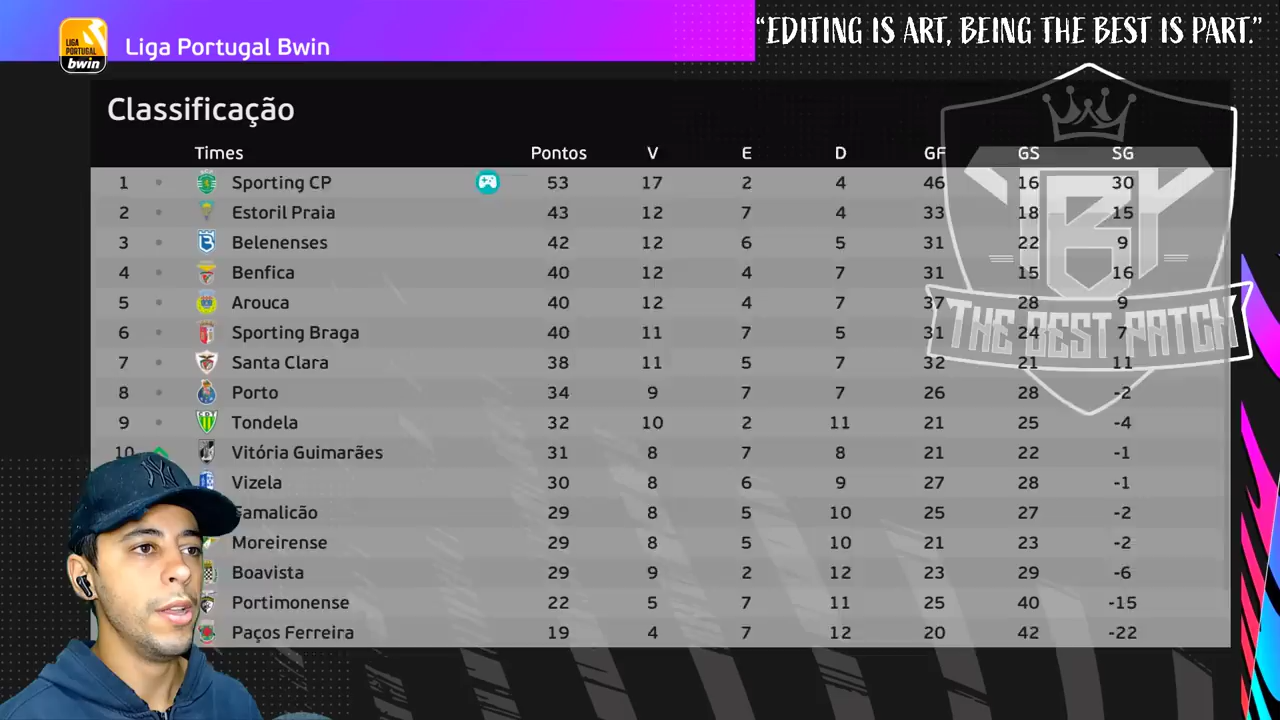 LIGA
PORTUGAL
bwin
Liga Portugal Bwin
“EDITING IS ART, BEING THE BEST IS PART.”
Classificação
Times Pontos V E D GF GS SG
1 Sporting CP 53 17 2 4 46 16 30
2 Estoril Praia 43 12 7 4 33 18 15
3 Belenenses 42 12 6 5 31 22 9
4 Benfica 40 12 4 7 31 15 16
5 Arouca 40 12 4 7 37 28 9
6 Sporting Braga 40 11 7 5 31 24 7
7 Santa Clara 38 11 5 7 32 21 11
8 Porto 34 9 7 7 26 28 -2
9 Tondela 32 10 2 11 21 25 -4
10 Vitória Guimarães 31 8 7 8 21 22 -1
Vizela 30 8 6 9 27 28 -1
Famalicão 29 8 5 10 25 27 -2
Moreirense 29 8 5 10 21 23 -2
Boavista 29 9 2 12 23 29 -6
Portimonense 22 5 7 11 25 40 -15
Paços Ferreira 19 4 7 12 20 42 -22
TBP
THE BEST PATCH
NY